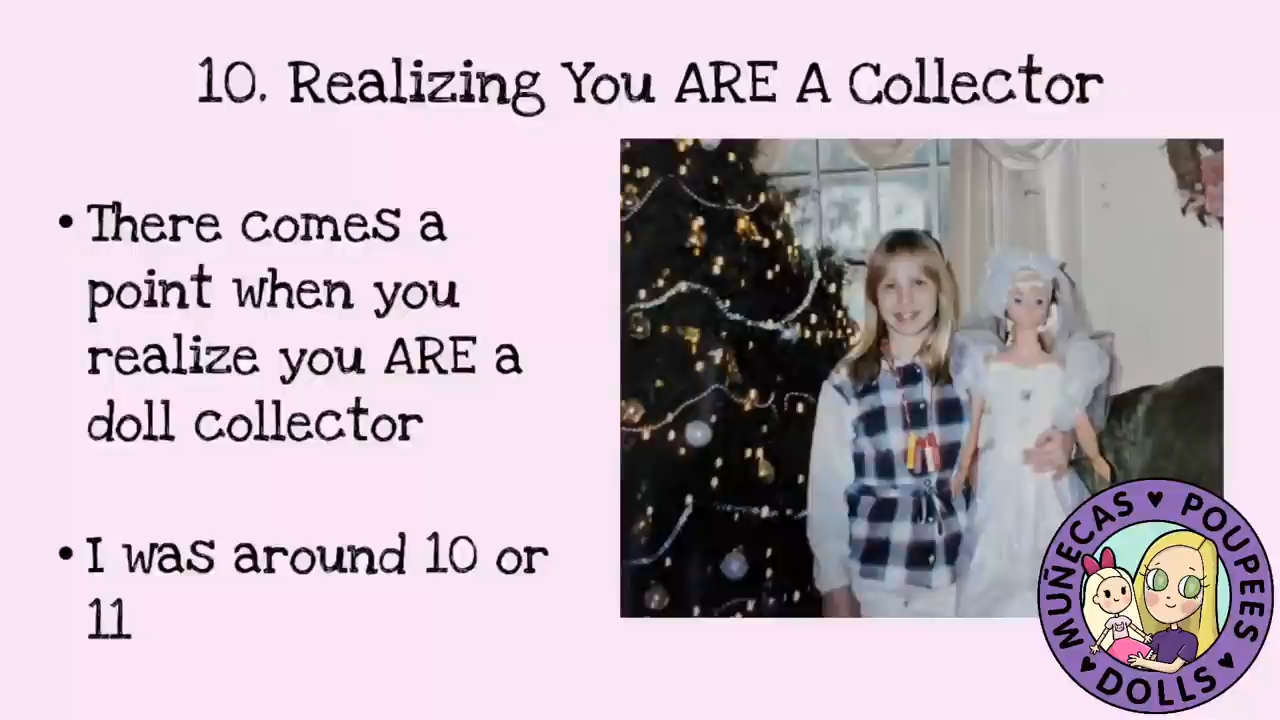 10. Realizing You ARE A Collector
• There comes a
point when you
realize you ARE a
doll collector
• I was around 10 or
11
MUÑECAS ♥ POUPEES ♥ DOLLS ♥